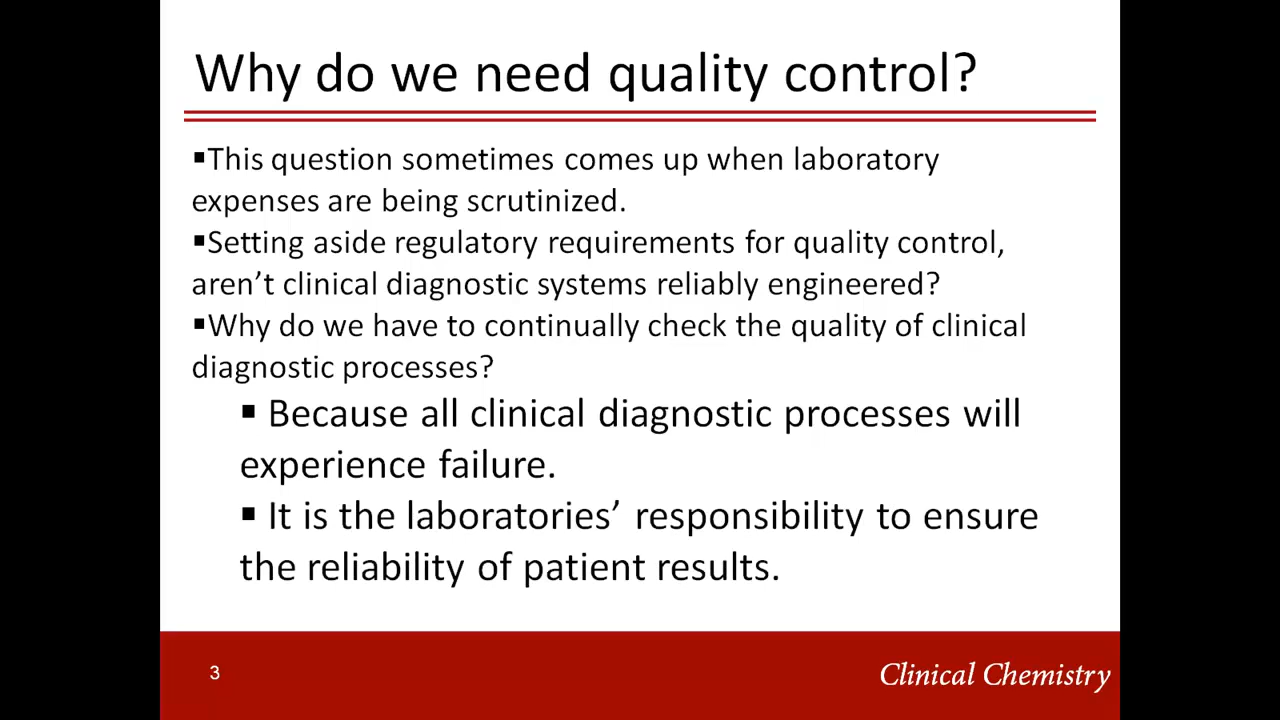 Why do we need quality control?
▪This question sometimes comes up when laboratory
expenses are being scrutinized.
▪Setting aside regulatory requirements for quality control,
aren’t clinical diagnostic systems reliably engineered?
▪Why do we have to continually check the quality of clinical
diagnostic processes?
▪ Because all clinical diagnostic processes will
experience failure.
▪ It is the laboratories’ responsibility to ensure
the reliability of patient results.
3
Clinical Chemistry